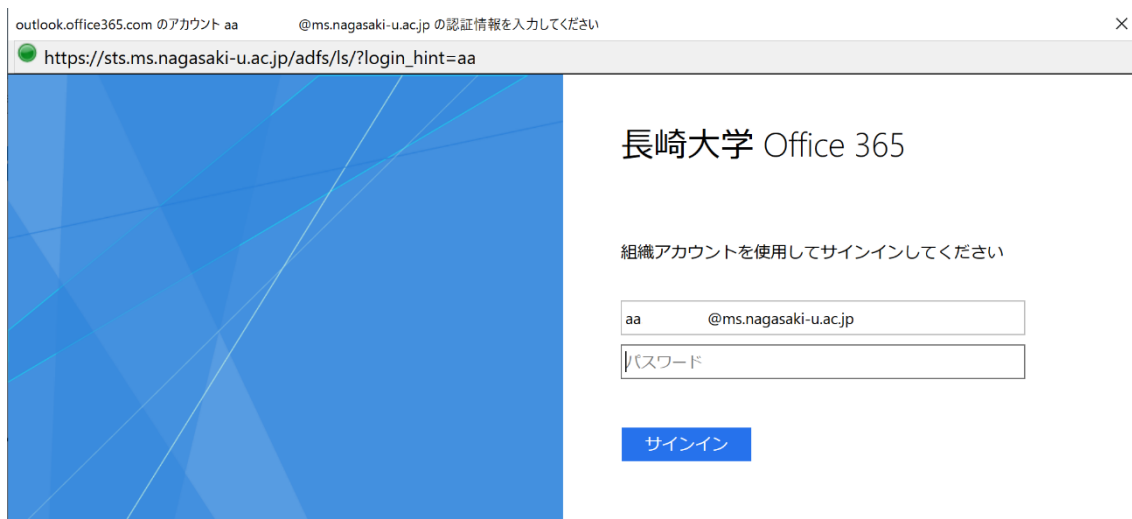 outlook.office365.com のアカウント aa @ms.nagasaki-u.ac.jp の認証情報を入力してください
https://sts.ms.nagasaki-u.ac.jp/adfs/ls/?login_hint=aa
長崎大学 Office 365
組織アカウントを使用してサインインしてください
aa @ms.nagasaki-u.ac.jp
パスワード
サインイン